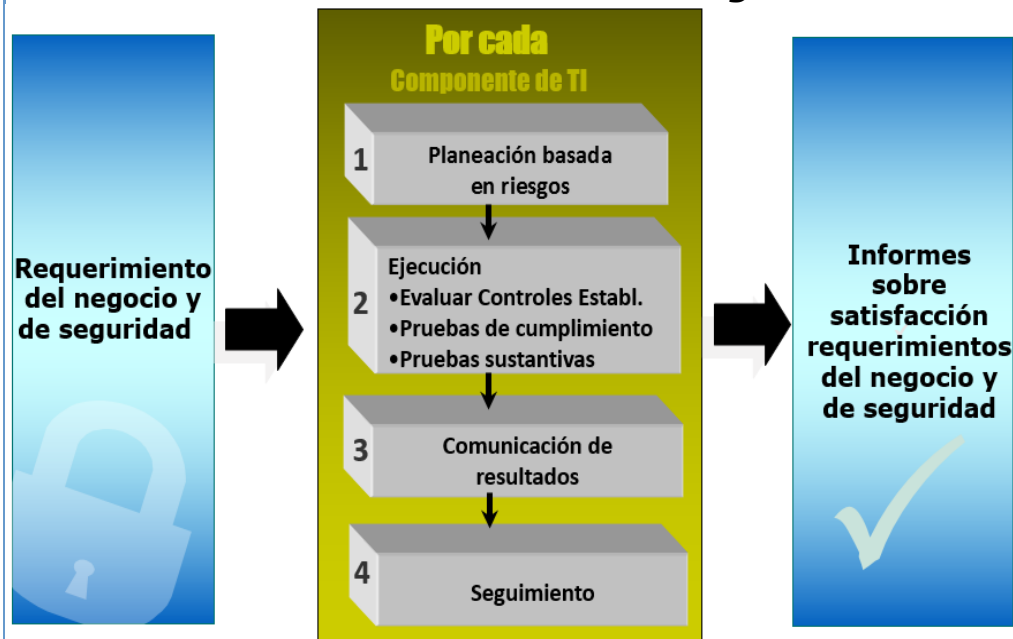 Requerimiento
del negocio y
de seguridad
Por cada
Componente de TI
1
Planeación basada
en riesgos
2
Ejecución
•Evaluar Controles Establ.
•Pruebas de cumplimiento
•Pruebas sustantivas
3
Comunicación de
resultados
4
Seguimiento
Informes
sobre
satisfacción
requerimientos
del negocio y
de seguridad